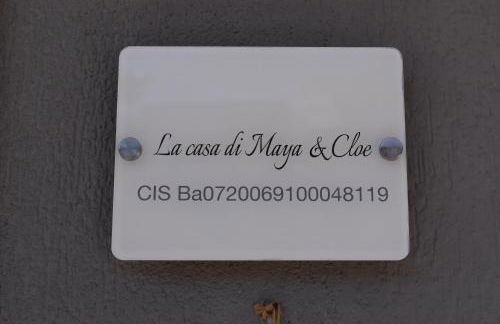 La casa di Maya & Cloe
CIS Ba0720069100048119